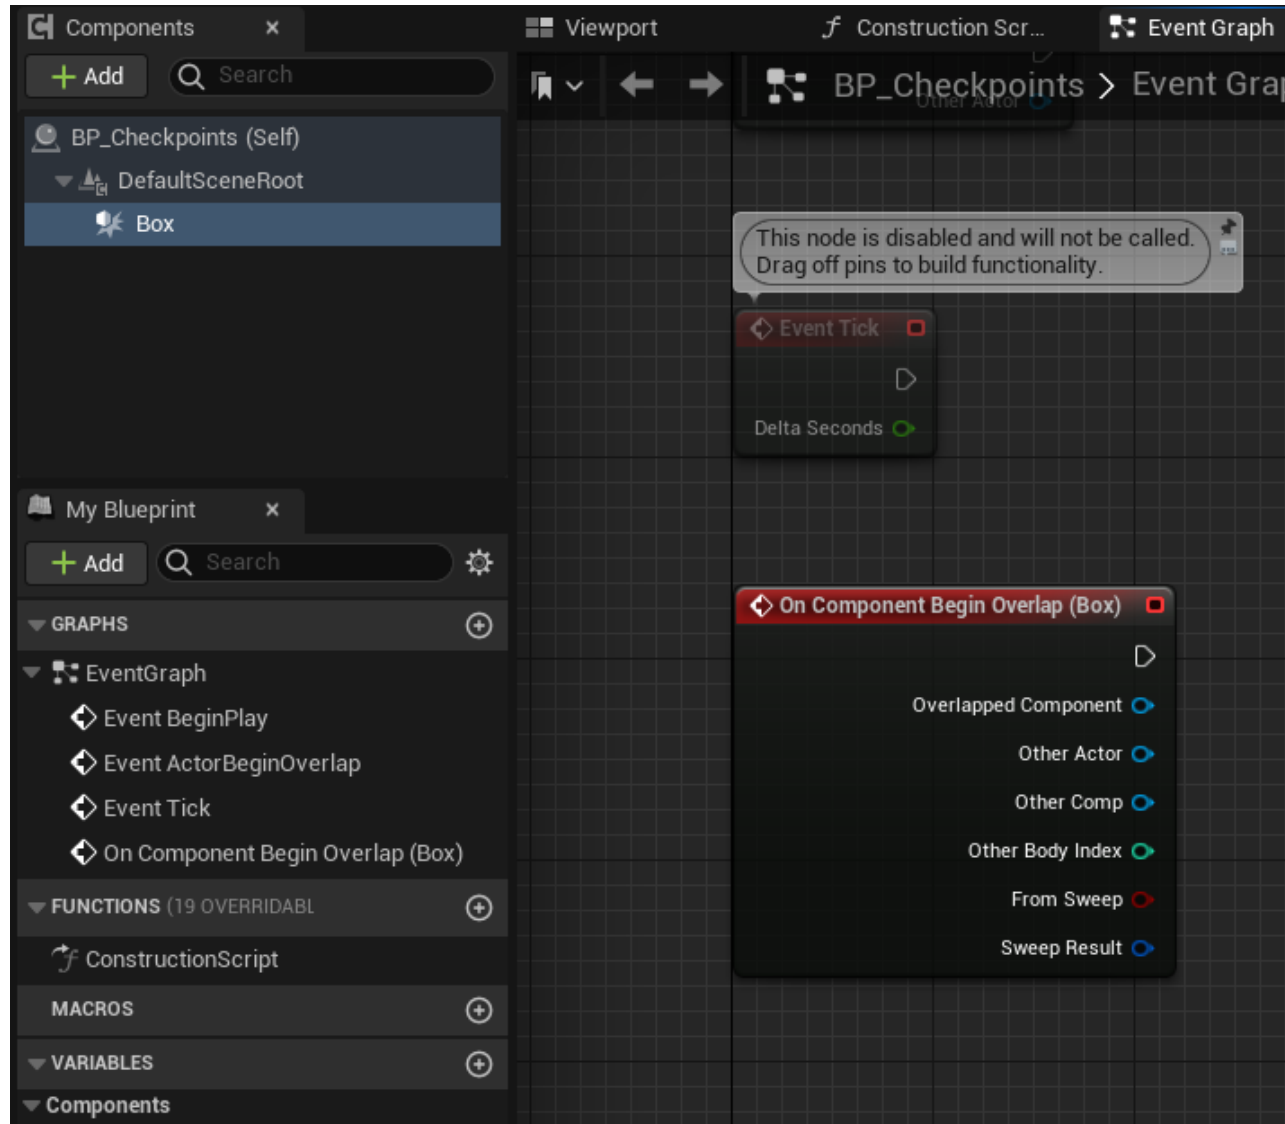 Components
Viewport
Construction Scr...
Event Graph
Add
Search
BP_Checkpoints > Event Gra
Other Actor
BP_Checkpoints (Self)
DefaultSceneRoot
Box
This node is disabled and will not be called.
Drag off pins to build functionality.
Event Tick
Delta Seconds
My Blueprint
Add
Search
GRAPHS
EventGraph
Event BeginPlay
Event ActorBeginOverlap
Event Tick
On Component Begin Overlap (Box)
FUNCTIONS (19 OVERRIDABL
ConstructionScript
MACROS
VARIABLES
Components
On Component Begin Overlap (Box)
Overlapped Component
Other Actor
Other Comp
Other Body Index
From Sweep
Sweep Result